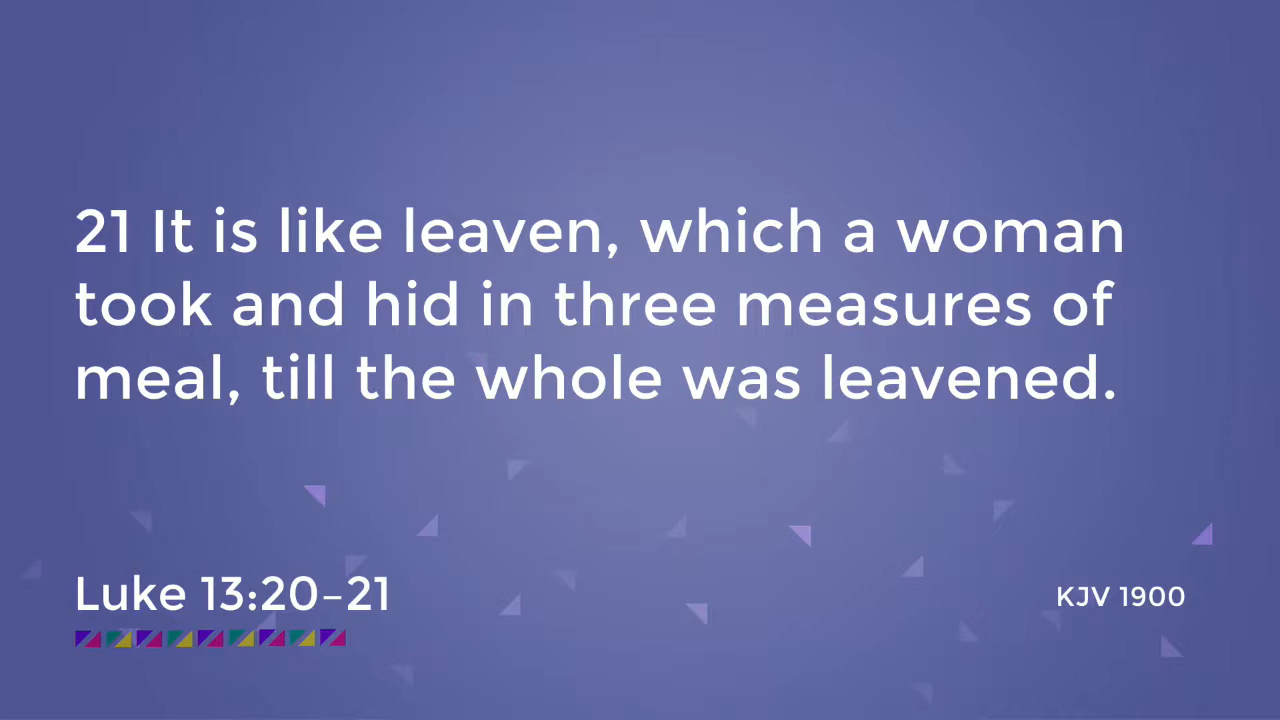 21 It is like leaven, which a woman
took and hid in three measures of
meal, till the whole was leavened.
Luke 13:20–21
KJV 1900